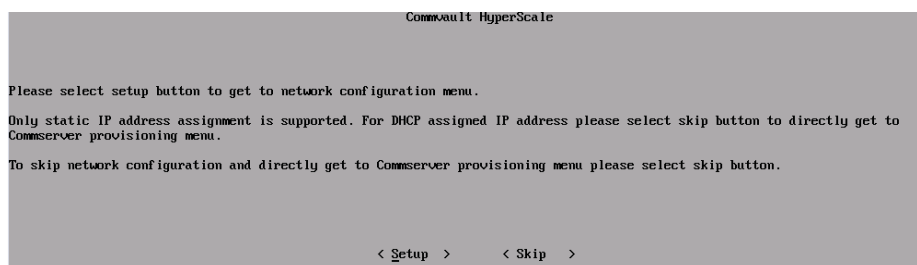 Commvault HyperScale
Please select setup button to get to network configuration menu.
Only static IP address assignment is supported. For DHCP assigned IP address please select skip button to directly get to
Commserver provisioning menu.
To skip network configuration and directly get to Commserver provisioning menu please select skip button.
< Setup > < Skip >